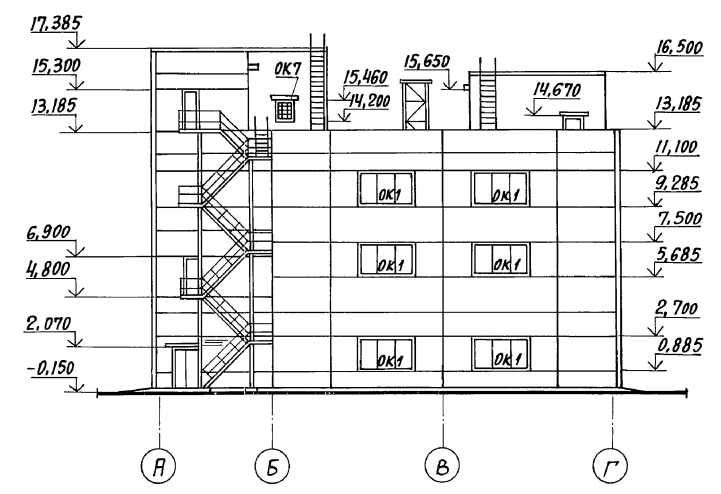 17,385
16,500
ОК7
15,650
15,300
15,460
14,670
14,200
13,185
13,185
11,100
ОК1
ОК1
9,285
6,900
7,500
ОК1
ОК1
5,685
4,800
2,700
2,070
ОК1
ОК1
0,885
-0,150
А
Б
В
Г